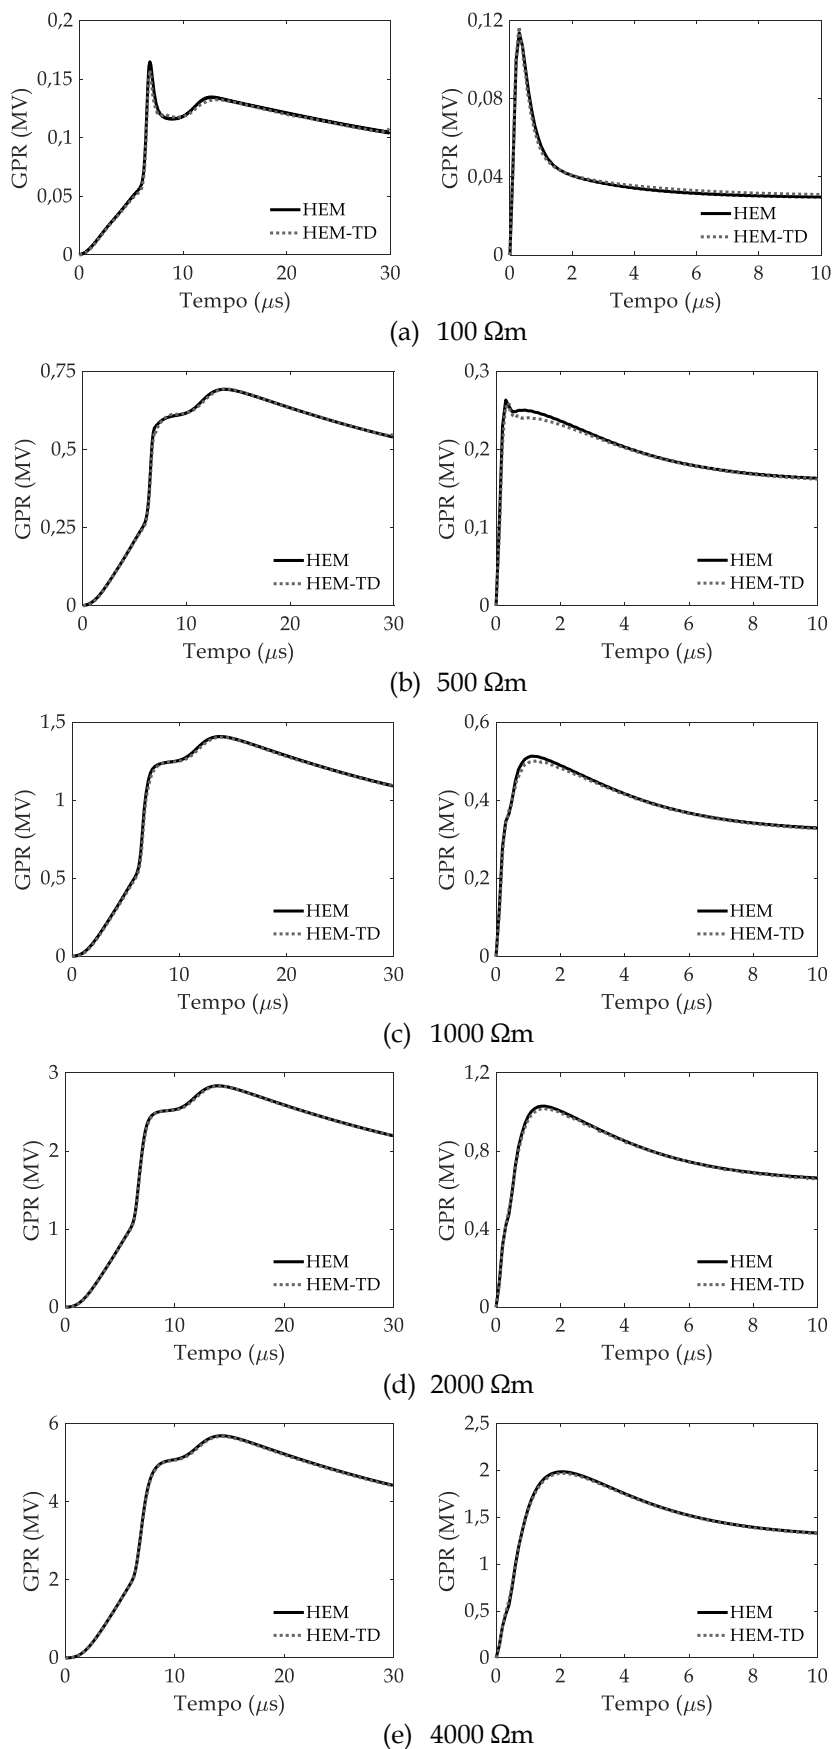 0,2
0,15
0,1
0,05
0
GPR (MV)
HEM
HEM-TD
0 10 20 30
Tempo (μs)
0,12
0,08
0,04
0
GPR (MV)
HEM
HEM-TD
0 2 4 6 8 10
Tempo (μs)
(a) 100 Ωm
0,75
0,5
0,25
0
GPR (MV)
HEM
HEM-TD
0 10 20 30
Tempo (μs)
0,3
0,2
0,1
0
GPR (MV)
HEM
HEM-TD
0 2 4 6 8 10
Tempo (μs)
(b) 500 Ωm
1,5
1
0,5
0
GPR (MV)
HEM
HEM-TD
0 10 20 30
Tempo (μs)
0,6
0,4
0,2
0
GPR (MV)
HEM
HEM-TD
0 2 4 6 8 10
Tempo (μs)
(c) 1000 Ωm
3
2
1
0
GPR (MV)
HEM
HEM-TD
0 10 20 30
Tempo (μs)
1,2
0,8
0,4
0
GPR (MV)
HEM
HEM-TD
0 2 4 6 8 10
Tempo (μs)
(d) 2000 Ωm
6
4
2
0
GPR (MV)
HEM
HEM-TD
0 10 20 30
Tempo (μs)
2,5
2
1,5
1
0,5
0
GPR (MV)
HEM
HEM-TD
0 2 4 6 8 10
Tempo (μs)
(e) 4000 Ωm